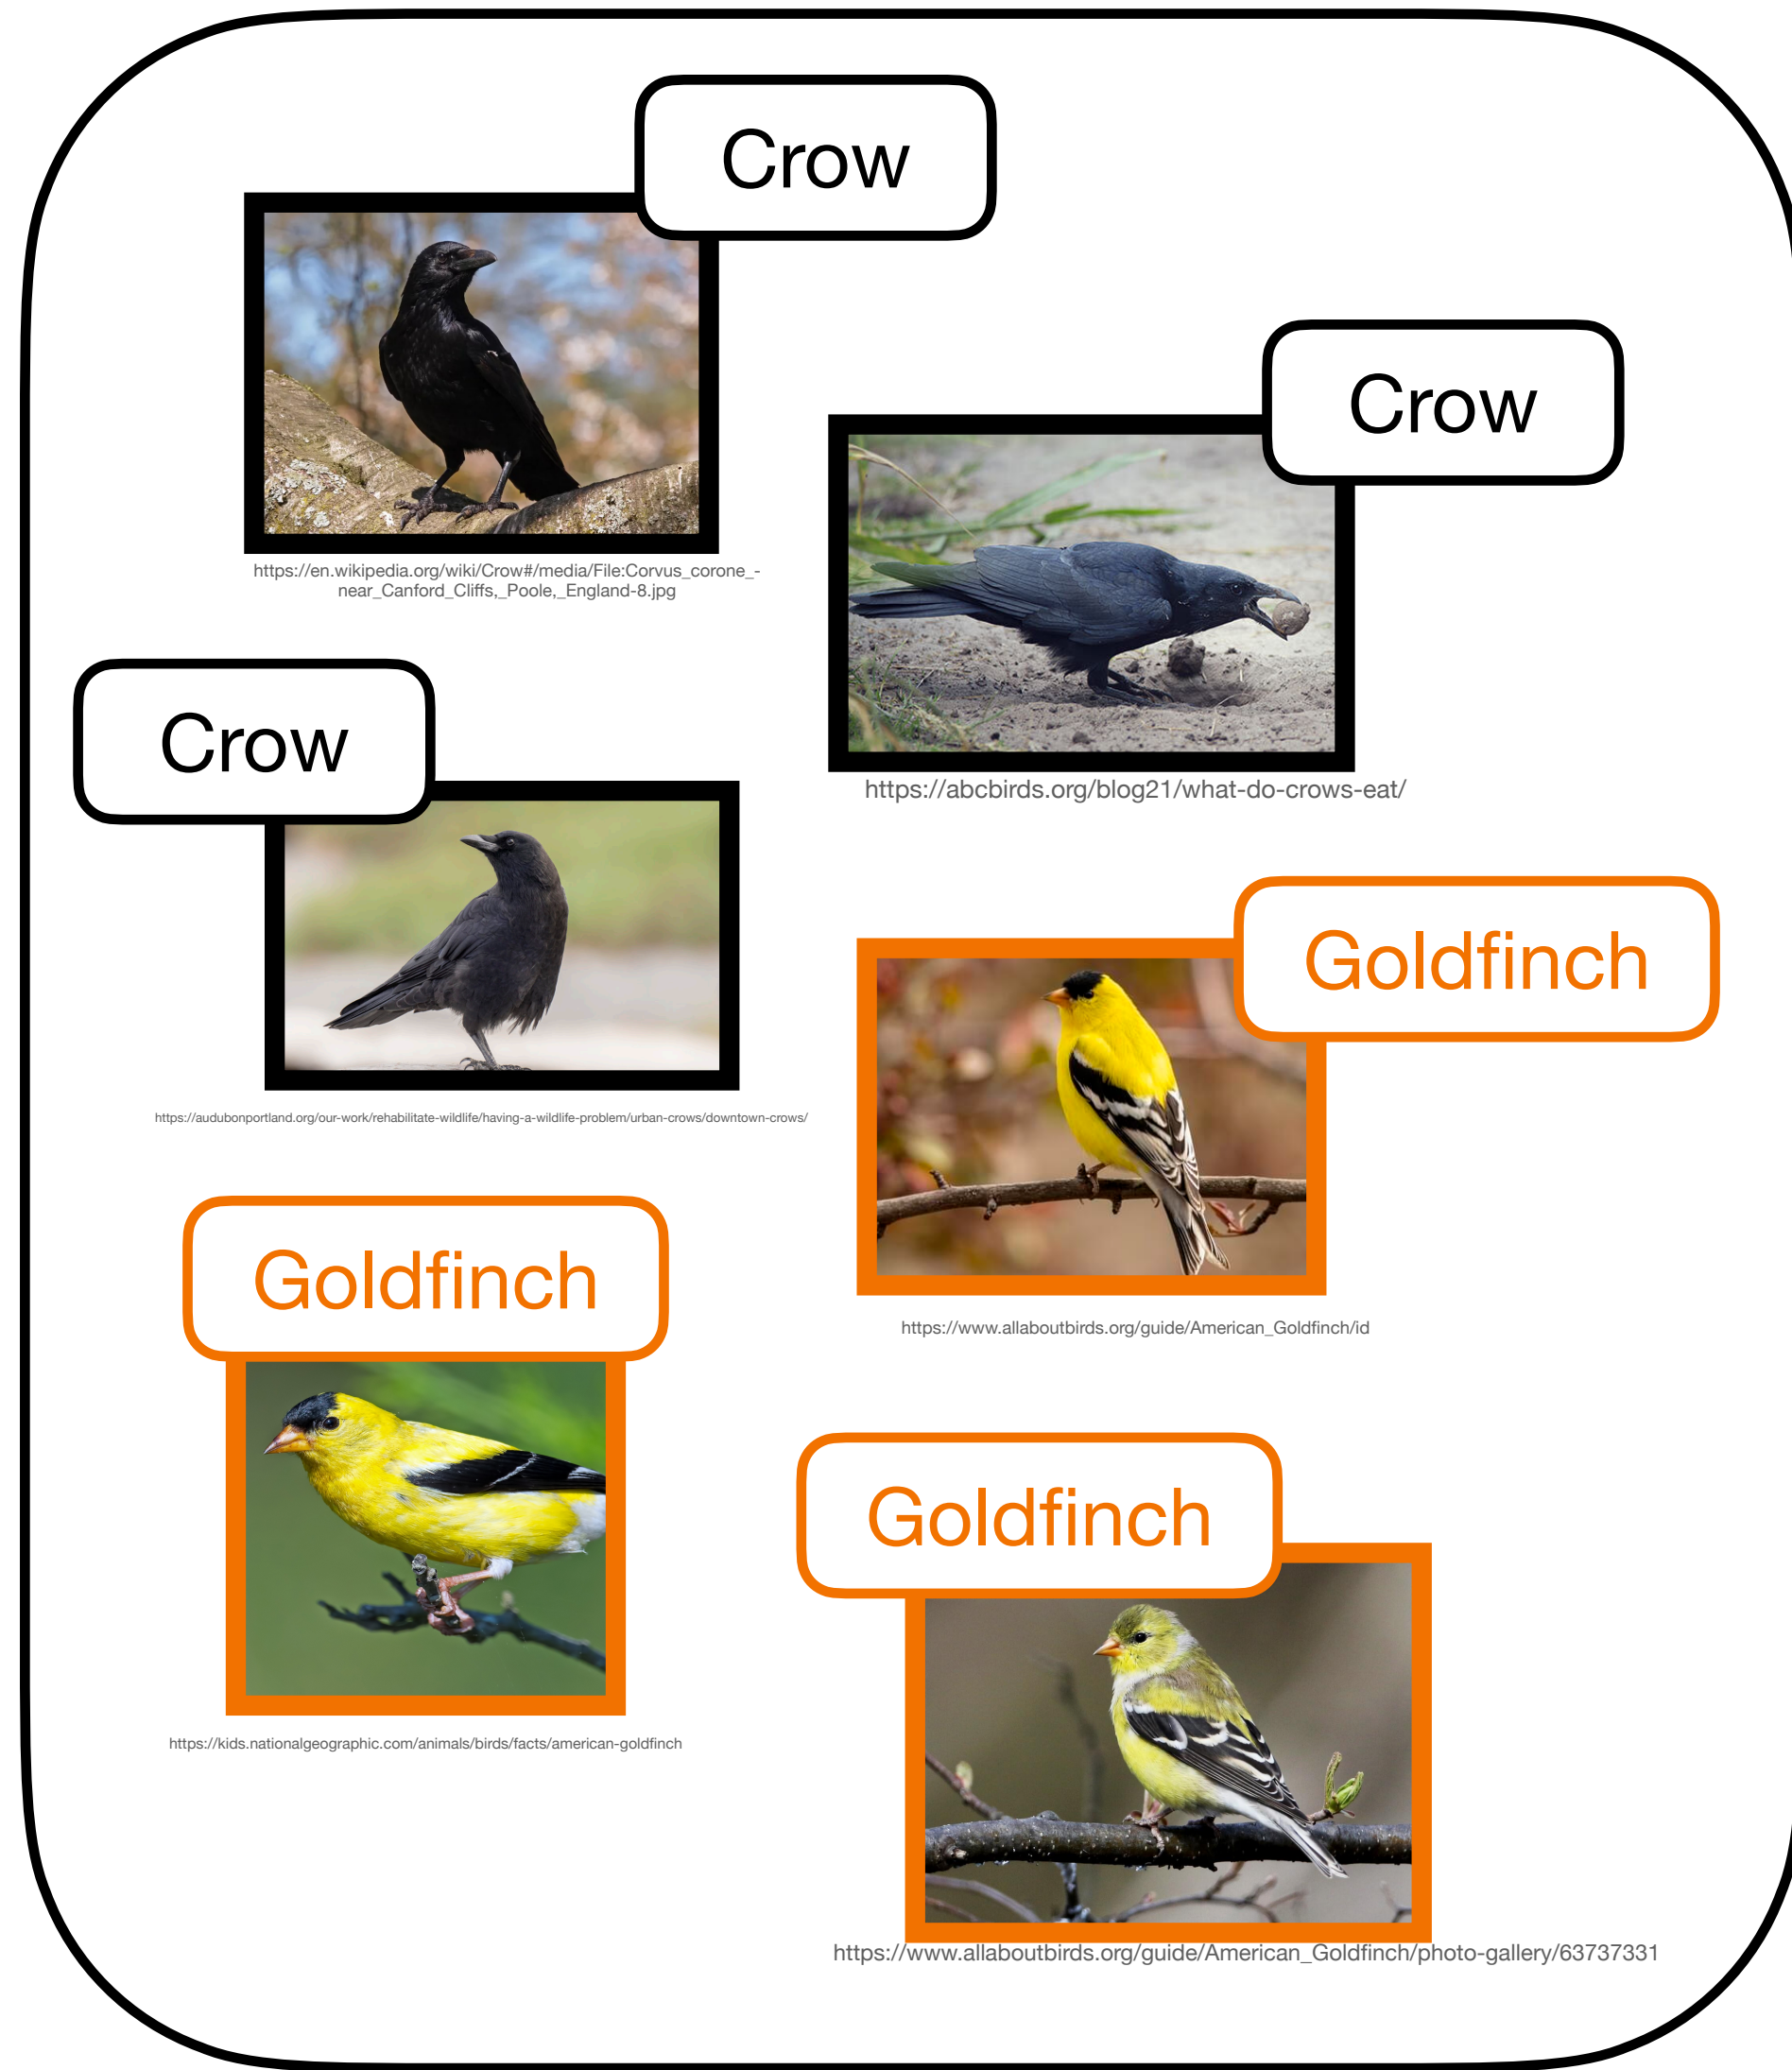 Crow
Crow
https://en.wikipedia.org/wiki/Crow#/media/File:Corvus_corone_-
near_Canford_Cliffs,_Poole,_England-8.jpg
Crow
https://abcbirds.org/blog21/what-do-crows-eat/
Goldfinch
https://audubonportland.org/our-work/rehabilitate-wildlife/having-a-wildlife-problem/urban-crows/downtown-crows/
Goldfinch
https://www.allaboutbirds.org/guide/American_Goldfinch/id
Goldfinch
https://kids.nationalgeographic.com/animals/birds/facts/american-goldfinch
https://www.allaboutbirds.org/guide/American_Goldfinch/photo-gallery/63737331